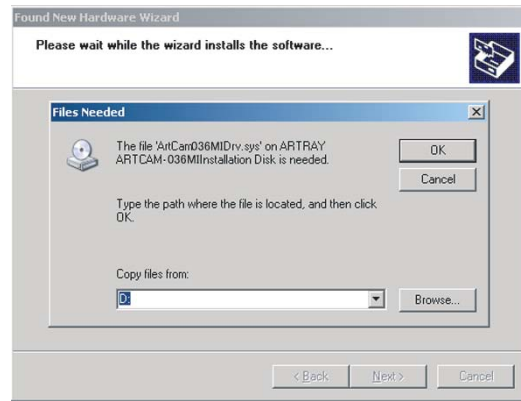 Found New Hardware Wizard
Please wait while the wizard installs the software...
Files Needed
The file 'ArtCam036MIDrv.sys' on ARTRAY
ARTCAM-036MIInstallation Disk is needed.
OK
Cancel
Type the path where the file is located, and then click
OK.
Copy files from:
D:
Browse...
< Back
Next >
Cancel